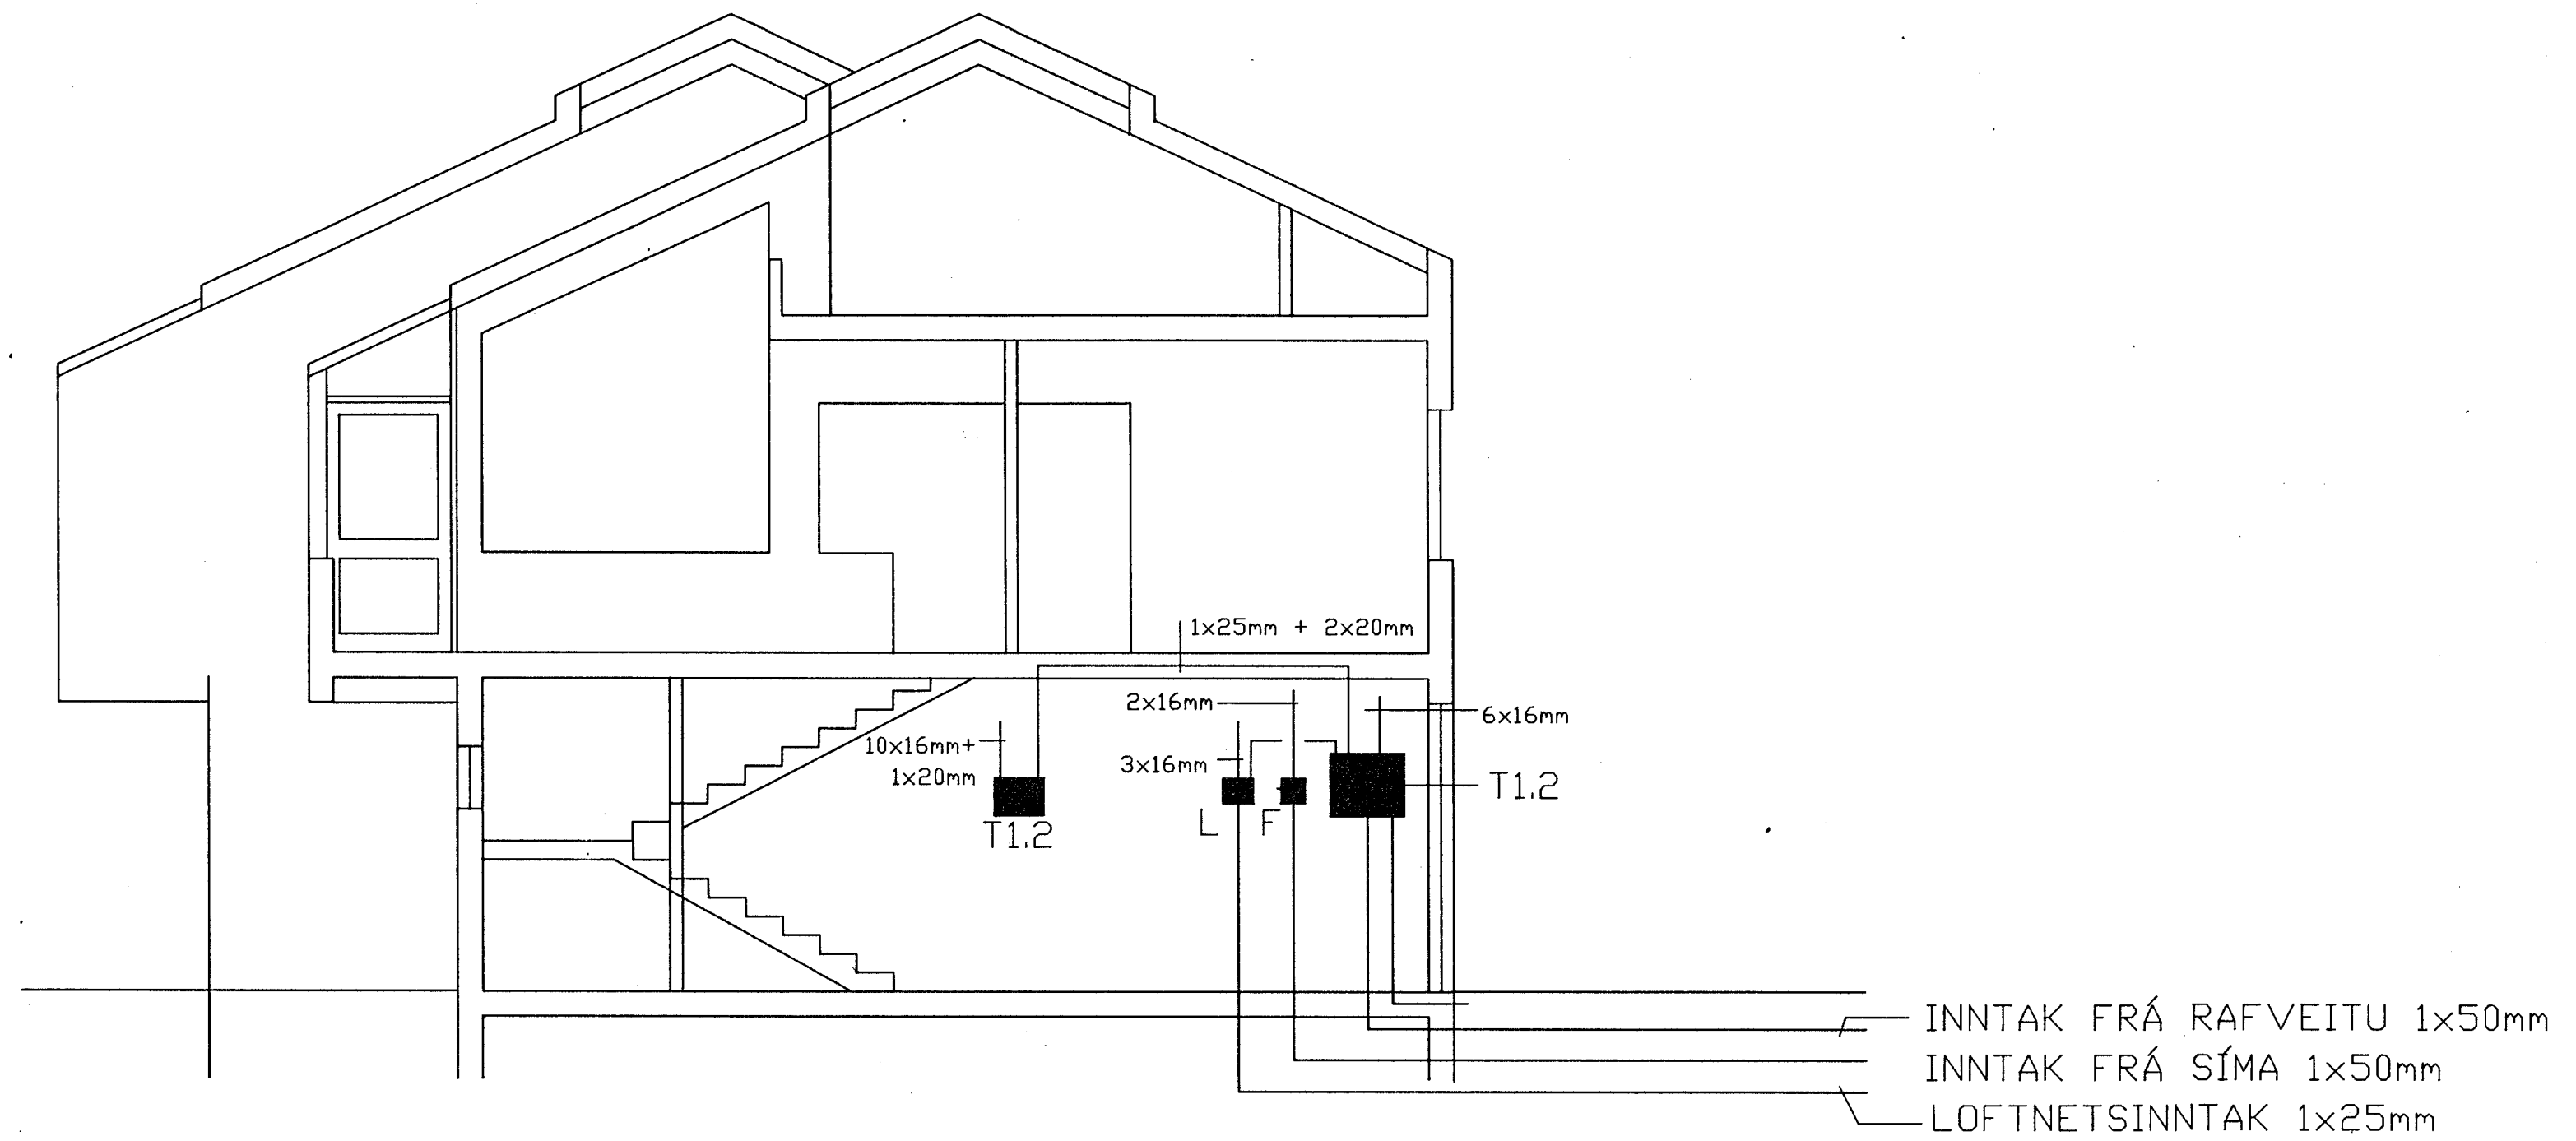 1x25mm + 2x20mm
2x16mm
6x16mm
10x16mm+
1x20mm
3x16mm
T1.2
L
F
T1.2
INNTAK FRÁ RAFVEITU 1x50mm
INNTAK FRÁ SÍMA 1x50mm
LOFTNETSINNTAK 1x25mm